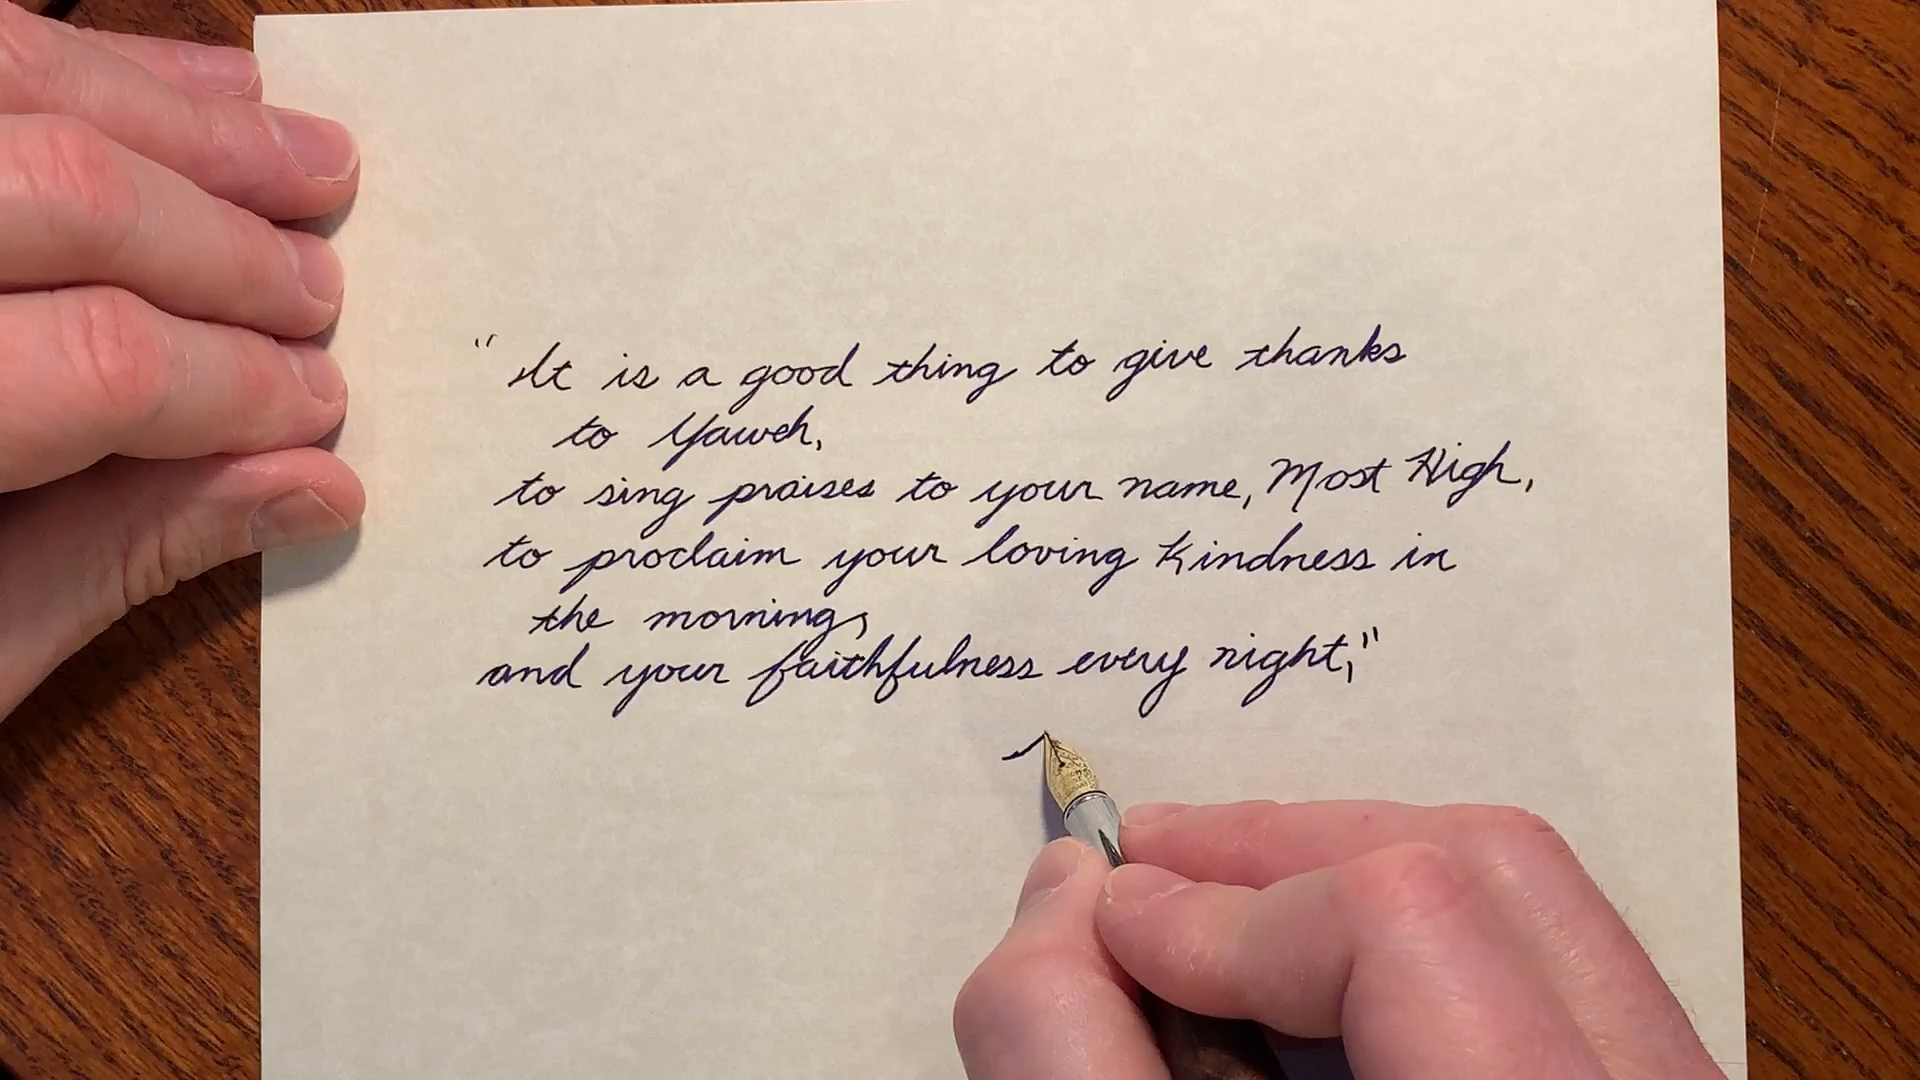 "It is a good thing to give thanks
to Yaweh,
to sing praises to your name, Most High,
to proclaim your loving kindness in
the morning,
and your faithfulness every night,"